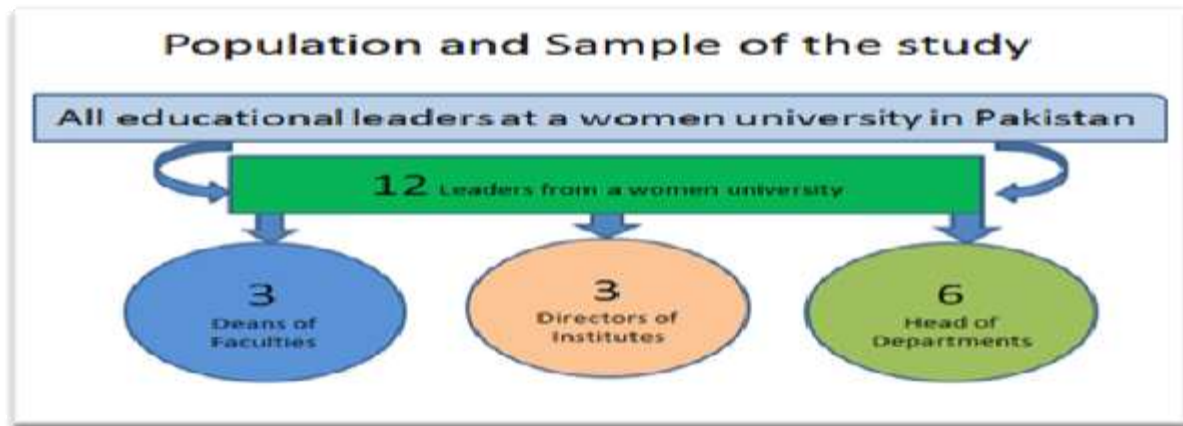 Population and Sample of the study
All educational leaders at a women university in Pakistan
12 Leaders from a women university
3
Deans of
Faculties
3
Directors of
Institutes
6
Head of
Departments